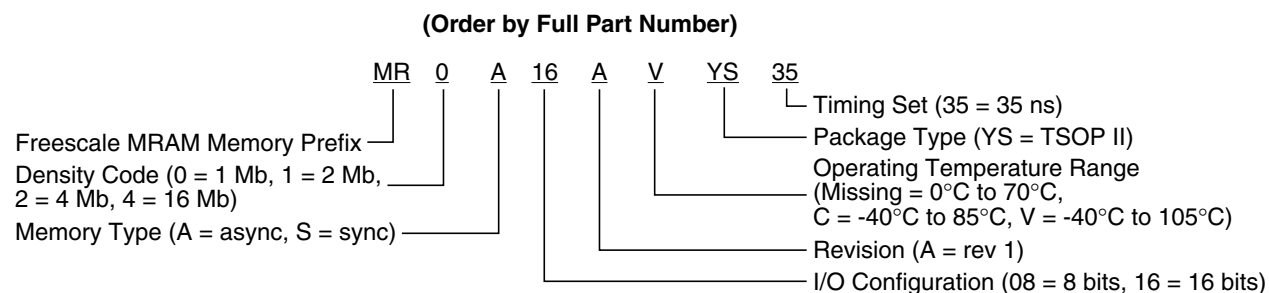 (Order by Full Part Number)
MR 0 A 16 A V YS 35
Timing Set (35 = 35 ns)
Freescale MRAM Memory Prefix
Package Type (YS = TSOP II)
Density Code (0 = 1 Mb, 1 = 2 Mb,
2 = 4 Mb, 4 = 16 Mb)
Operating Temperature Range
(Missing = 0°C to 70°C,
C = -40°C to 85°C, V = -40°C to 105°C)
Memory Type (A = async, S = sync)
Revision (A = rev 1)
I/O Configuration (08 = 8 bits, 16 = 16 bits)